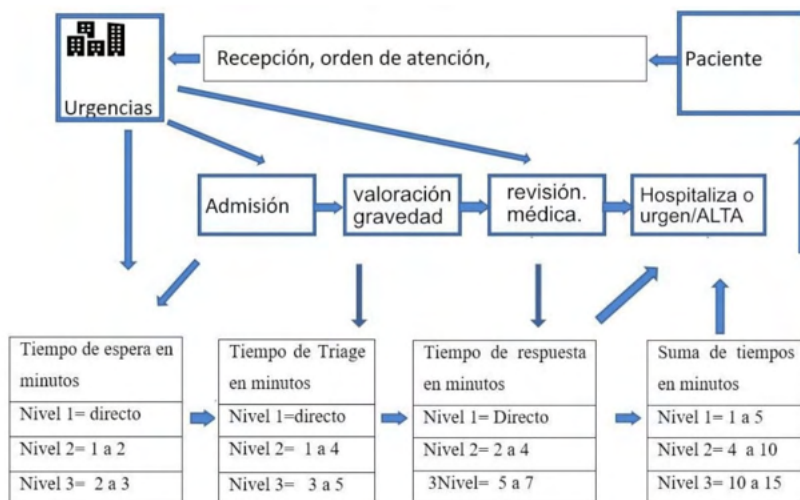 Recepción, orden de atención,
Paciente
Urgencias
Admisión
valoración
gravedad
revisión.
médica.
Hospitaliza o
urgen/ALTA
Tiempo de espera en
minutos
Nivel 1= directo
Nivel 2= 1 a 2
Nivel 3= 2 a 3
Tiempo de Triage
en minutos
Nivel 1=directo
Nivel 2= 1 a 4
Nivel 3= 3 a 5
Tiempo de respuesta
en minutos
Nivel 1= Directo
Nivel 2= 2 a 4
3Nivel= 5 a 7
Suma de tiempos
en minutos
Nivel 1= 1 a 5
Nivel 2= 4 a 10
Nivel 3= 10 a 15